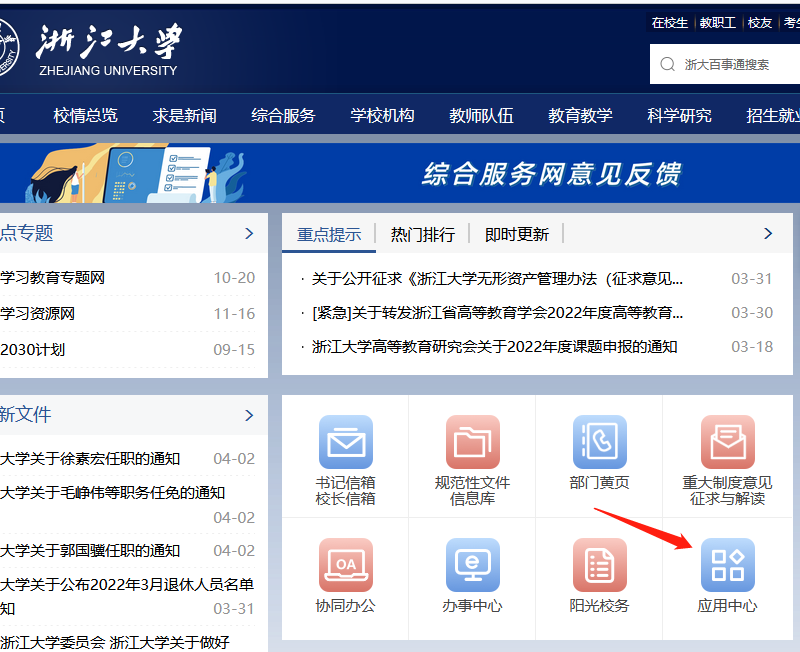 浙江大学
ZHEJIANG UNIVERSITY
在校生 教职工 校友 考生
浙大百事通搜索
页 校情总览 求是新闻 综合服务 学校机构 教师队伍 教育教学 科学研究 招生就业
综合服务网意见反馈
点专题
学习教育专题网 10-20
学习资源网 11-16
2030计划 09-15
重点提示 热门排行 即时更新
· 关于公开征求《浙江大学无形资产管理办法（征求意见... 03-31
· [紧急]关于转发浙江省高等教育学会2022年度高等教育... 03-30
· 浙江大学高等教育研究会关于2022年度课题申报的通知 03-18
新文件
大学关于徐素宏任职的通知 04-02
大学关于毛峥伟等职务任免的通知
04-02
大学关于郭国骥任职的通知 04-02
大学关于公布2022年3月退休人员名单
知 03-31
浙江大学委员会 浙江大学关于做好
书记信箱
校长信箱
规范性文件
信息库
部门黄页
重大制度意见
征求与解读
OA
协同办公
办事中心
阳光校务
应用中心